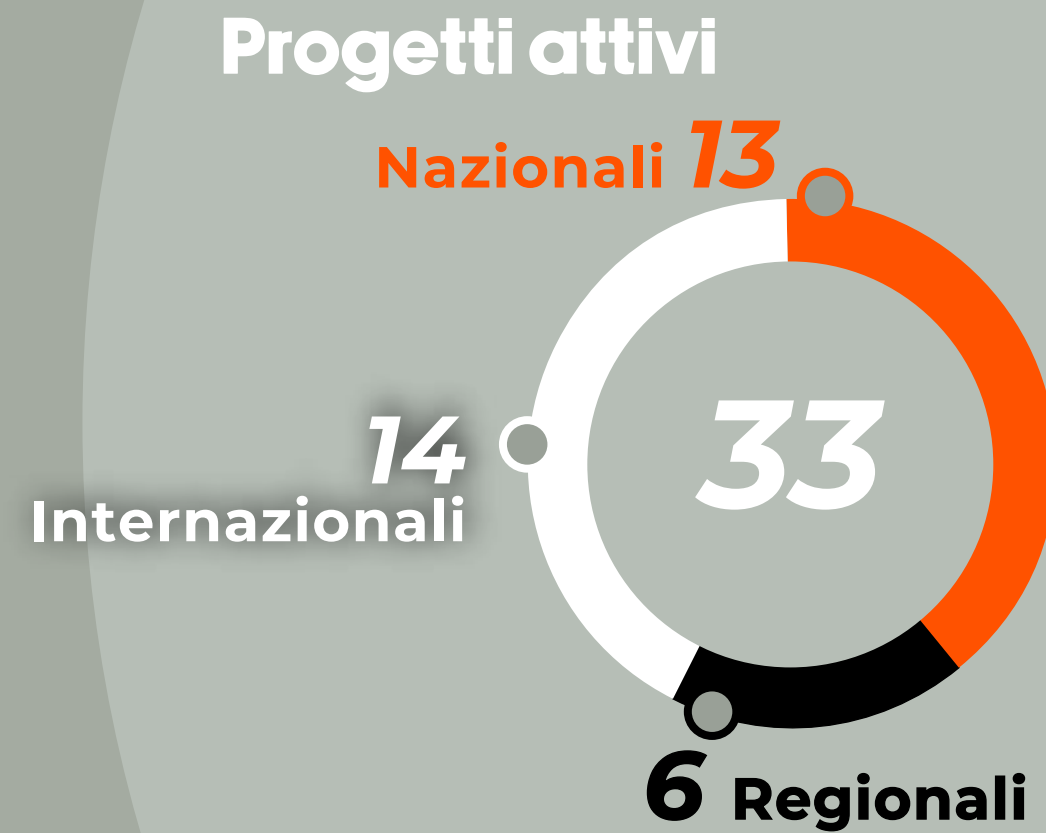 Progetti attivi
Nazionali 13
33
14
Internazionali
6 Regionali